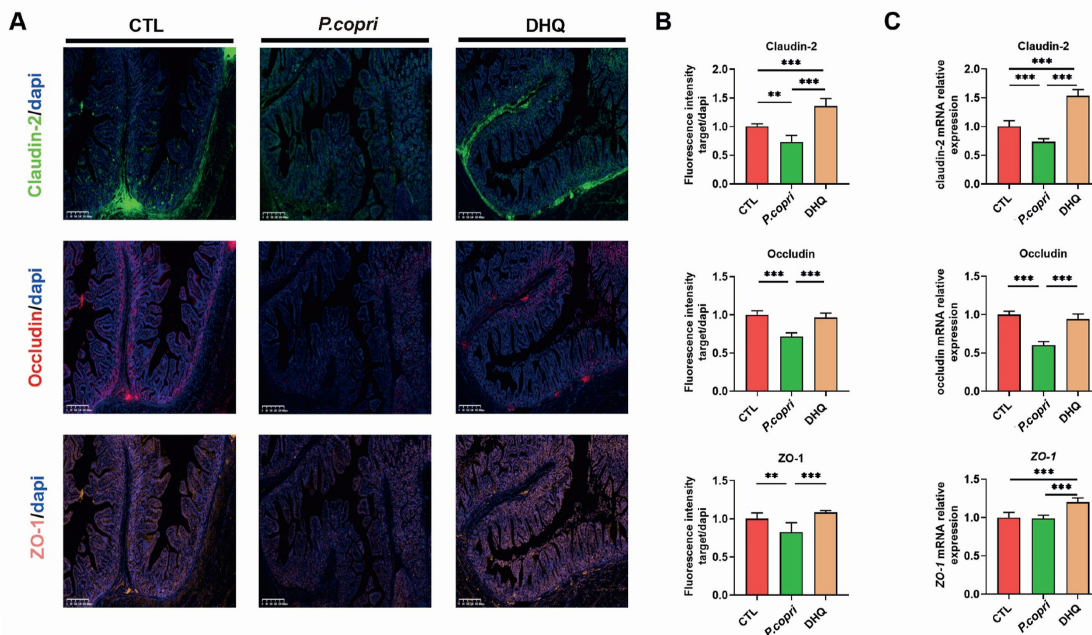 A
CTL
P.copri
DHQ
Claudin-2/dapi
Occludin/dapi
ZO-1/dapi
B
Claudin-2
Fluorescence intensity
target/dapi
2.0
1.5
1.0
0.5
0.0
***
**
***
CTL
P.copri
DHQ
Occludin
Fluorescence intensity
target/dapi
1.5
1.0
0.5
0.0
***
***
CTL
P.copri
DHQ
ZO-1
Fluorescence intensity
target/dapi
1.5
1.0
0.5
0.0
**
***
CTL
P.copri
DHQ
C
Claudin-2
claudin-2 mRNA relative
expression
2.0
1.5
1.0
0.5
0.0
***
***
***
CTL
P.copri
DHQ
Occludin
occludin mRNA relative
expression
1.5
1.0
0.5
0.0
***
***
CTL
P.copri
DHQ
ZO-1
ZO-1 mRNA relative
expression
1.5
1.0
0.5
0.0
***
***
CTL
P.copri
DHQ